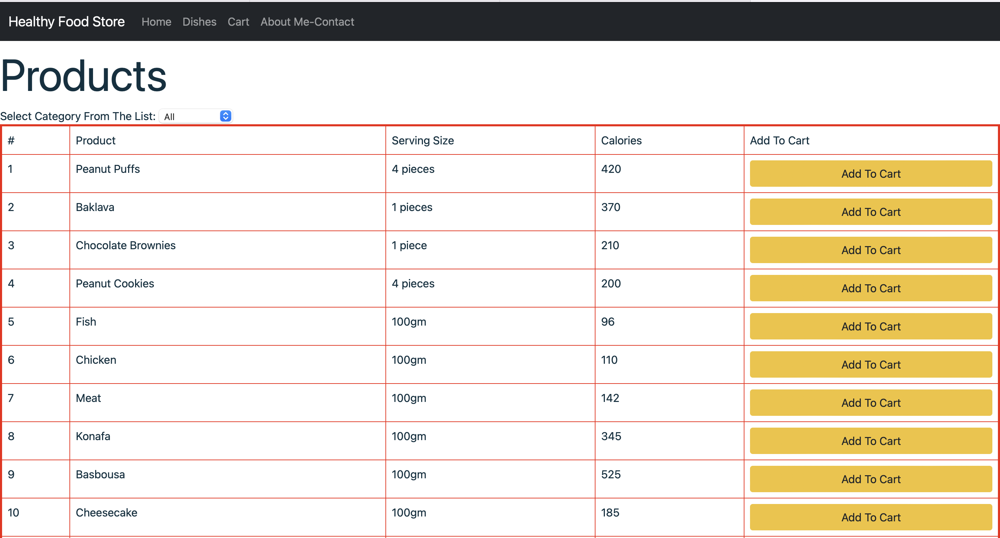 Healthy Food Store Home Dishes Cart About Me-Contact
Products
Select Category From The List: All
# Product Serving Size Calories Add To Cart
1 Peanut Puffs 4 pieces 420 Add To Cart
2 Baklava 1 pieces 370 Add To Cart
3 Chocolate Brownies 1 piece 210 Add To Cart
4 Peanut Cookies 4 pieces 200 Add To Cart
5 Fish 100gm 96 Add To Cart
6 Chicken 100gm 110 Add To Cart
7 Meat 100gm 142 Add To Cart
8 Konafa 100gm 345 Add To Cart
9 Basbousa 100gm 525 Add To Cart
10 Cheesecake 100gm 185 Add To Cart